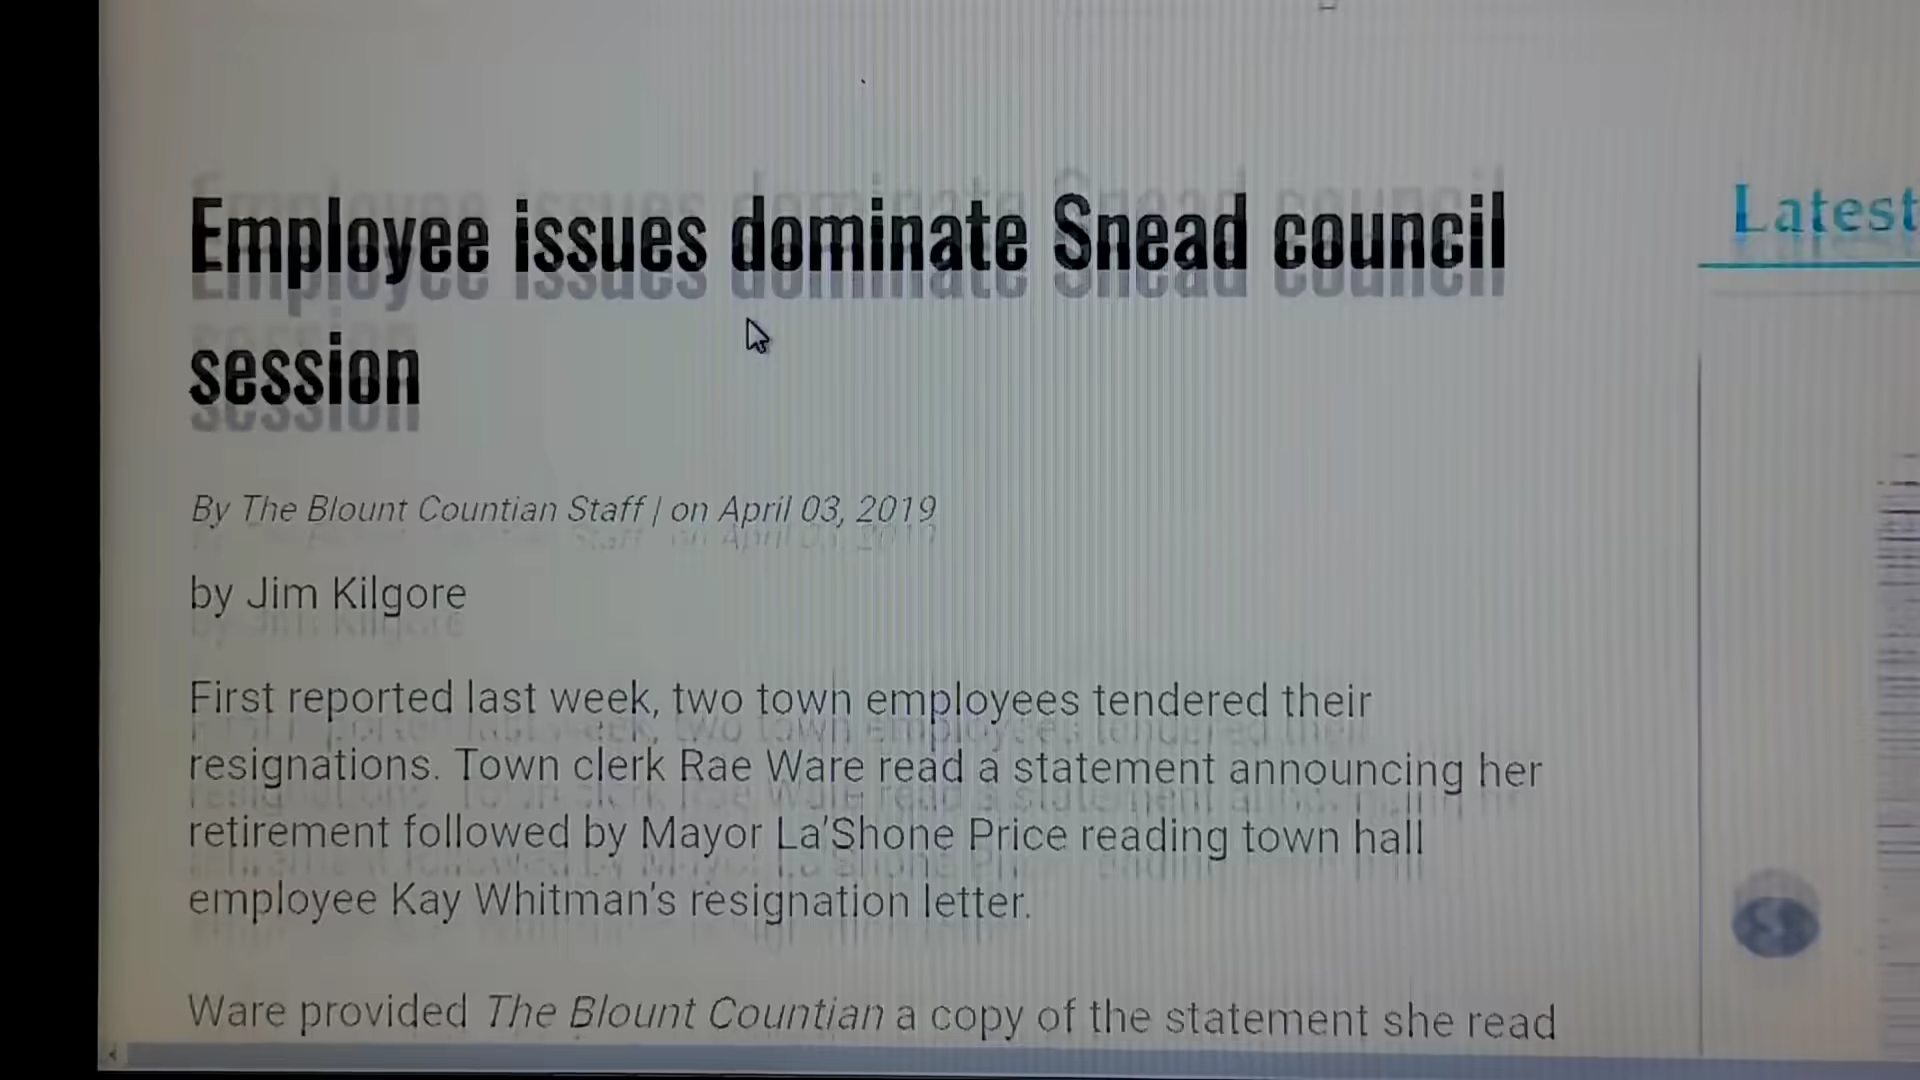 Employee issues dominate Snead council
session
Latest
By The Blount Countian Staff | on April 03, 2019
by Jim Kilgore
First reported last week, two town employees tendered their
resignations. Town clerk Rae Ware read a statement announcing her
retirement followed by Mayor La'Shone Price reading town hall
employee Kay Whitman's resignation letter.
Ware provided The Blount Countian a copy of the statement she read